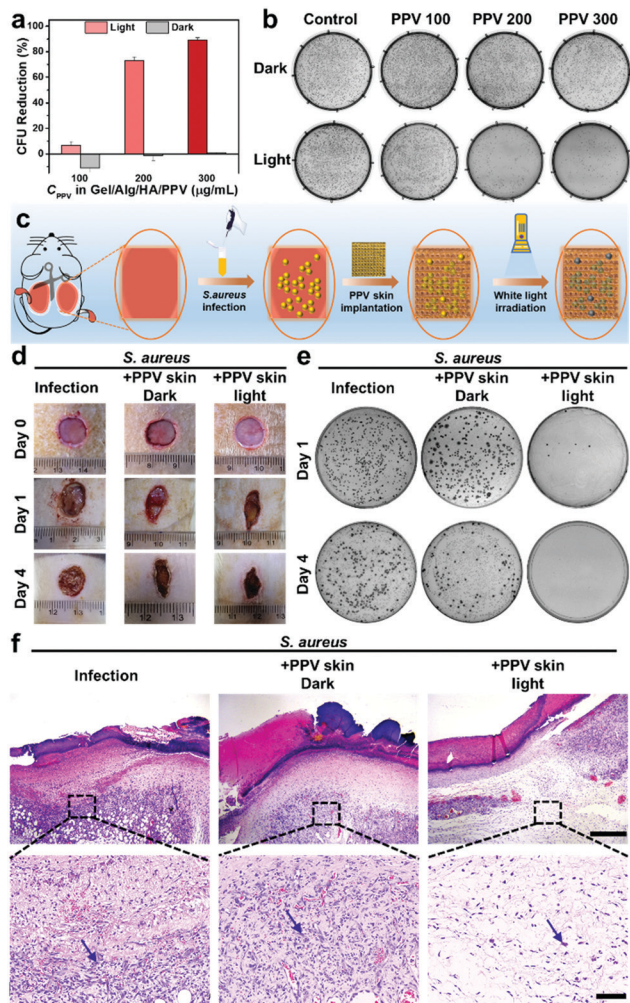 a
Light
Dark
CFU Reduction (%)
100
80
60
40
20
0
100
200
300
C_PPV in Gel/Alg/HA/PPV (μg/mL)
b
Control
PPV 100
PPV 200
PPV 300
Dark
Light
c
S.aureus
infection
PPV skin
implantation
White light
irradiation
d
S. aureus
Infection
+PPV skin
Dark
+PPV skin
light
Day 0
Day 1
Day 4
e
S. aureus
Infection
+PPV skin
Dark
+PPV skin
light
Day 1
Day 4
f
S. aureus
Infection
+PPV skin
Dark
+PPV skin
light